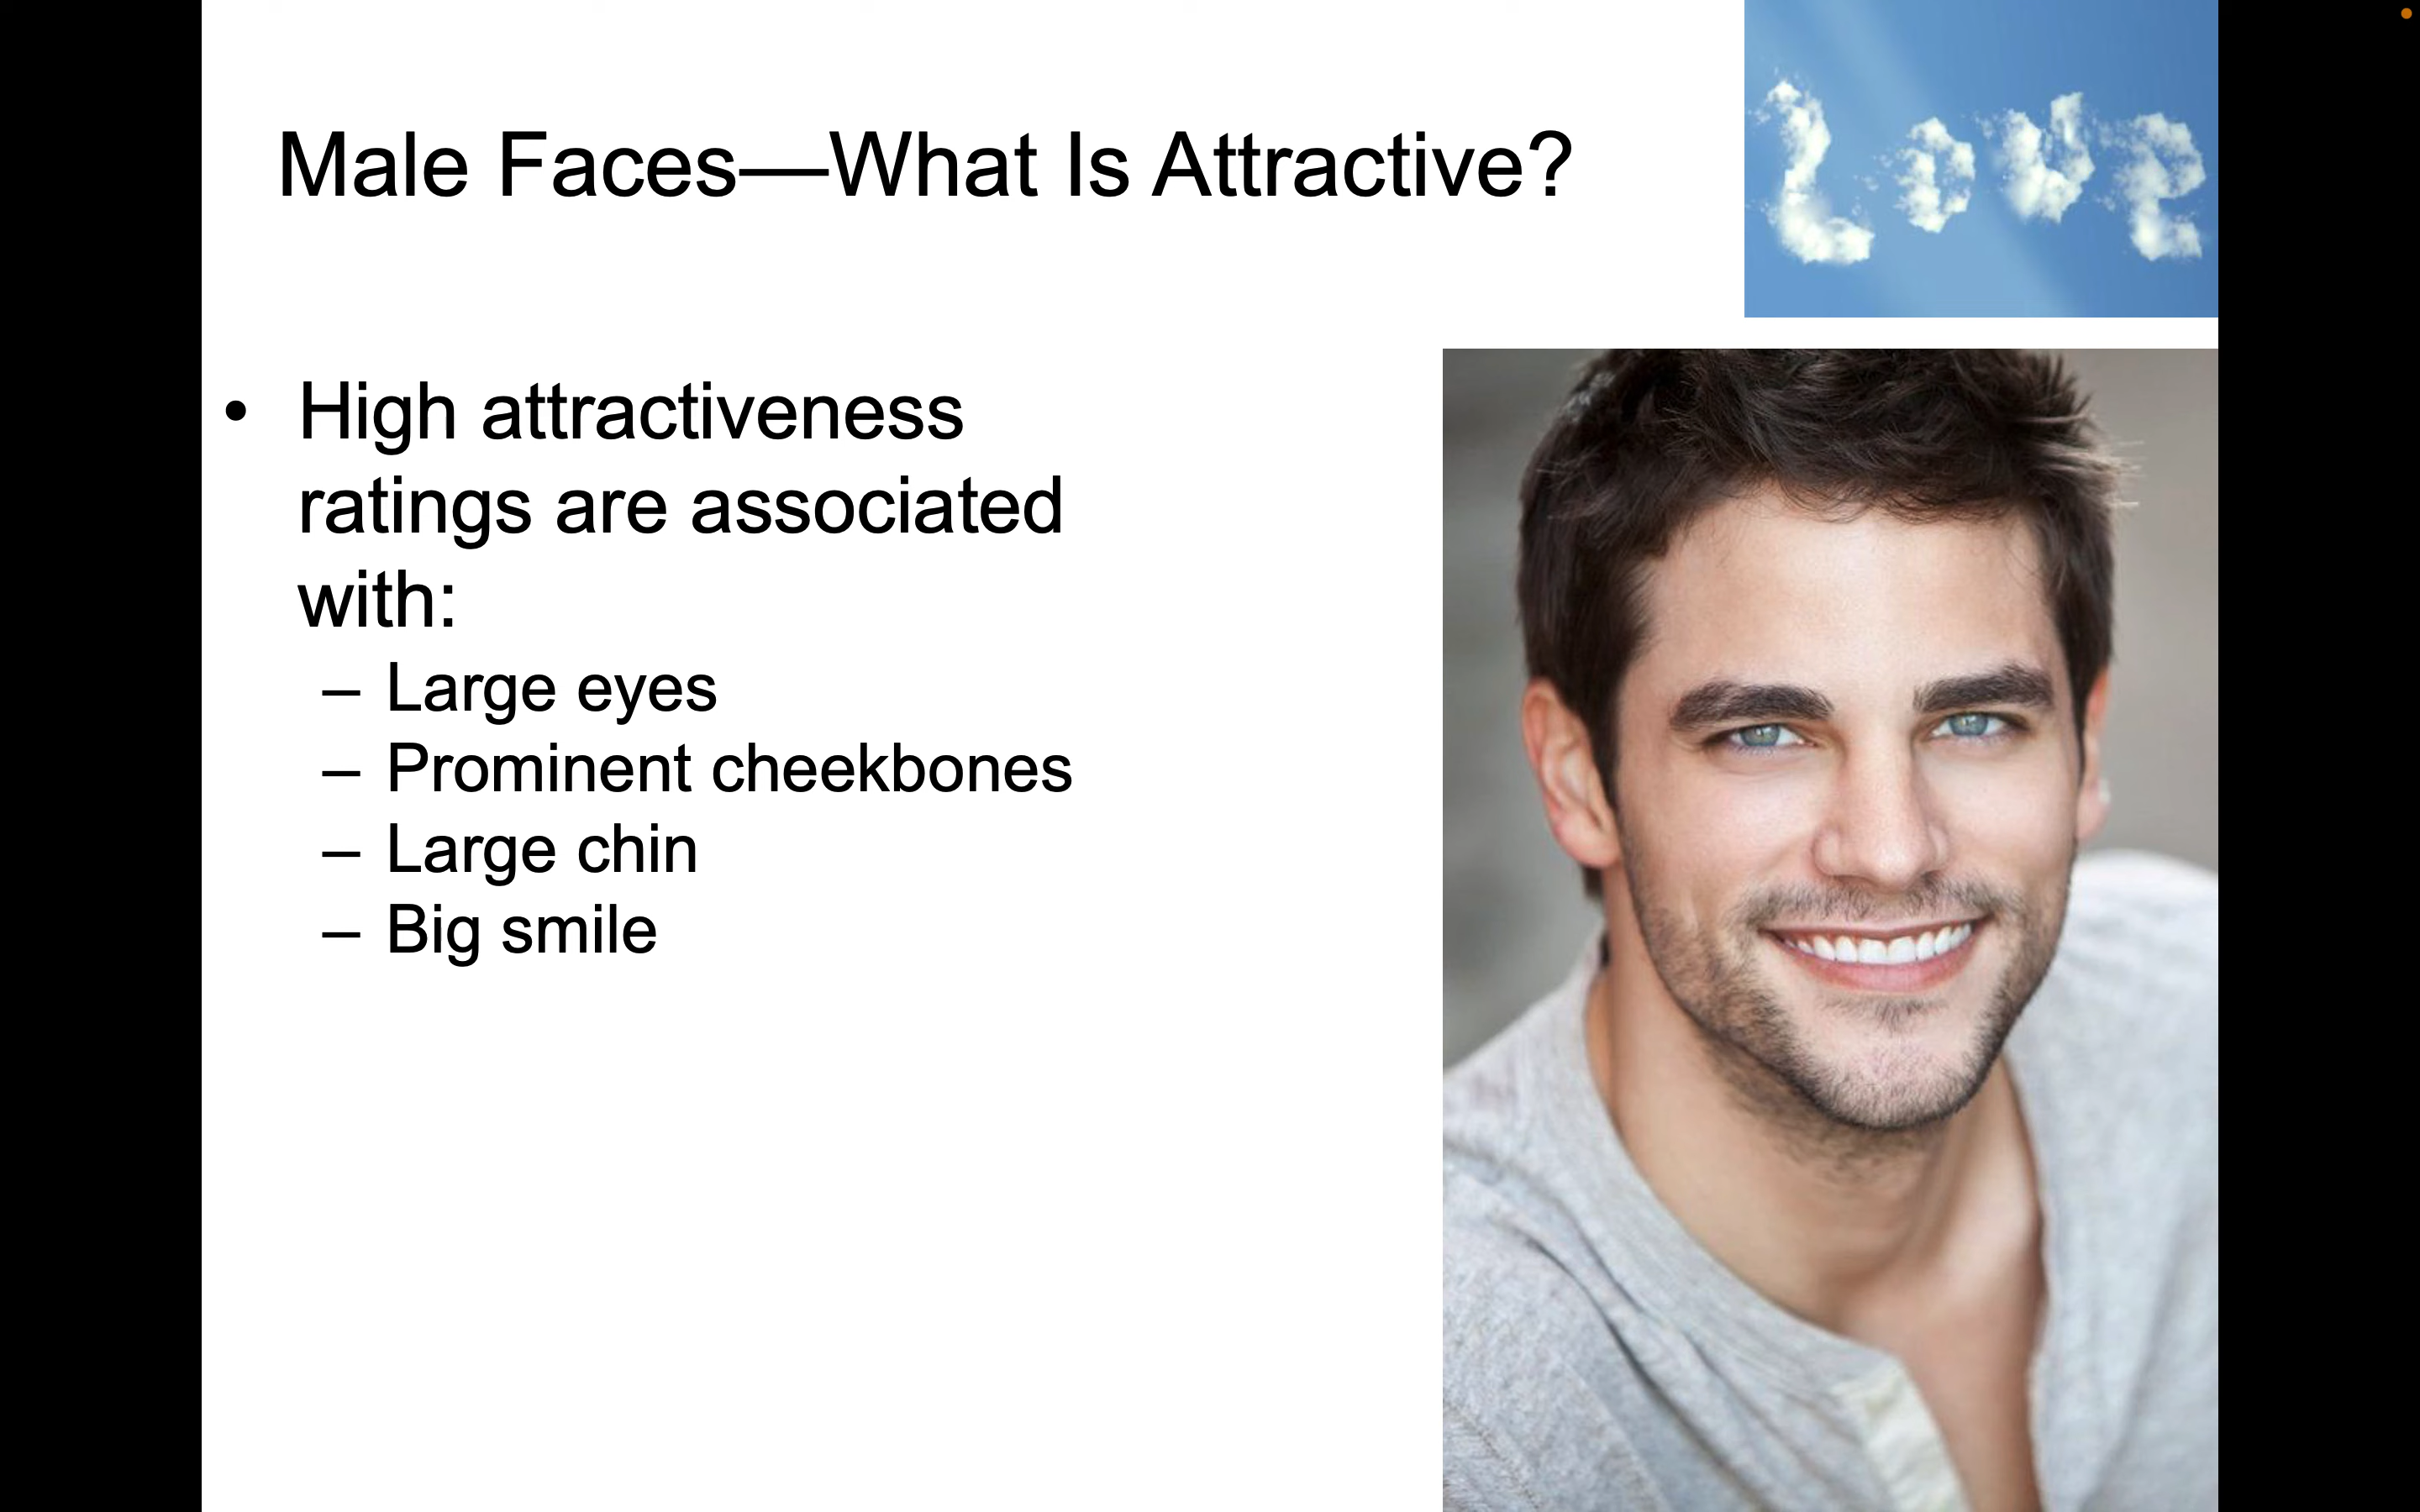 Male Faces—What Is Attractive?
Love
• High attractiveness
ratings are associated
with:
– Large eyes
– Prominent cheekbones
– Large chin
– Big smile